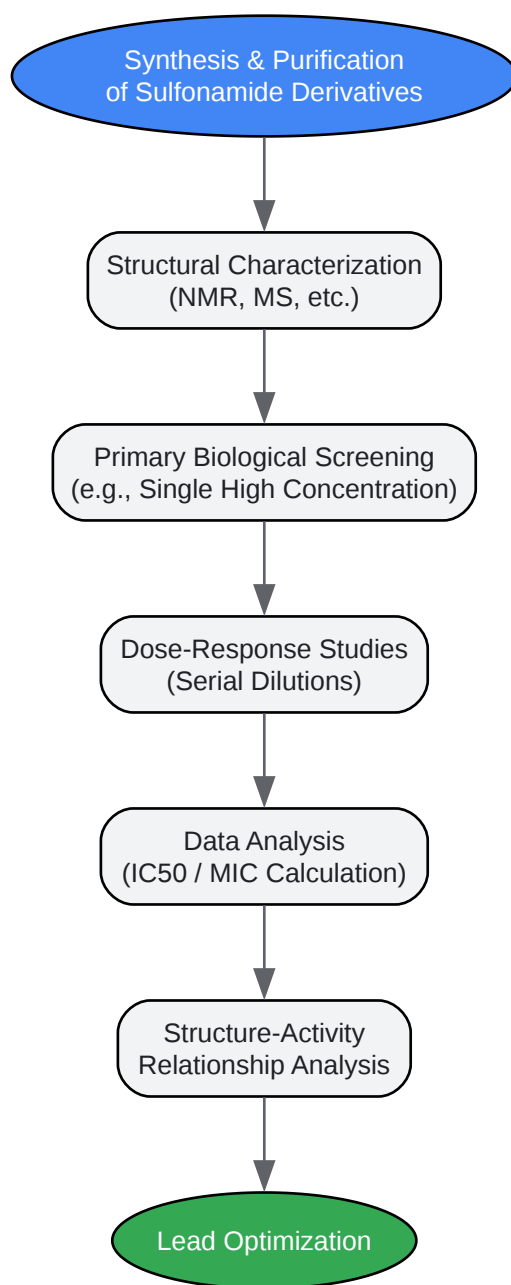 Synthesis & Purification
of Sulfonamide Derivatives
Structural Characterization
(NMR, MS, etc.)
Primary Biological Screening
(e.g., Single High Concentration)
Dose-Response Studies
(Serial Dilutions)
Data Analysis
(IC50 / MIC Calculation)
Structure-Activity
Relationship Analysis
Lead Optimization